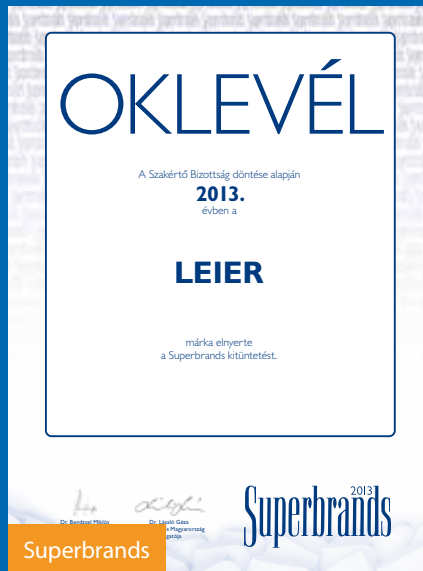 OKLEVÉL
A Szakértő Bizottság döntése alapján
2013.
évben a
LEIER
márka elnyerte
a Superbrands kitüntetést.
Dr. Bendzsel Miklós
Dr. László Géza
Magyarország
2013
Superbrands
Superbrands